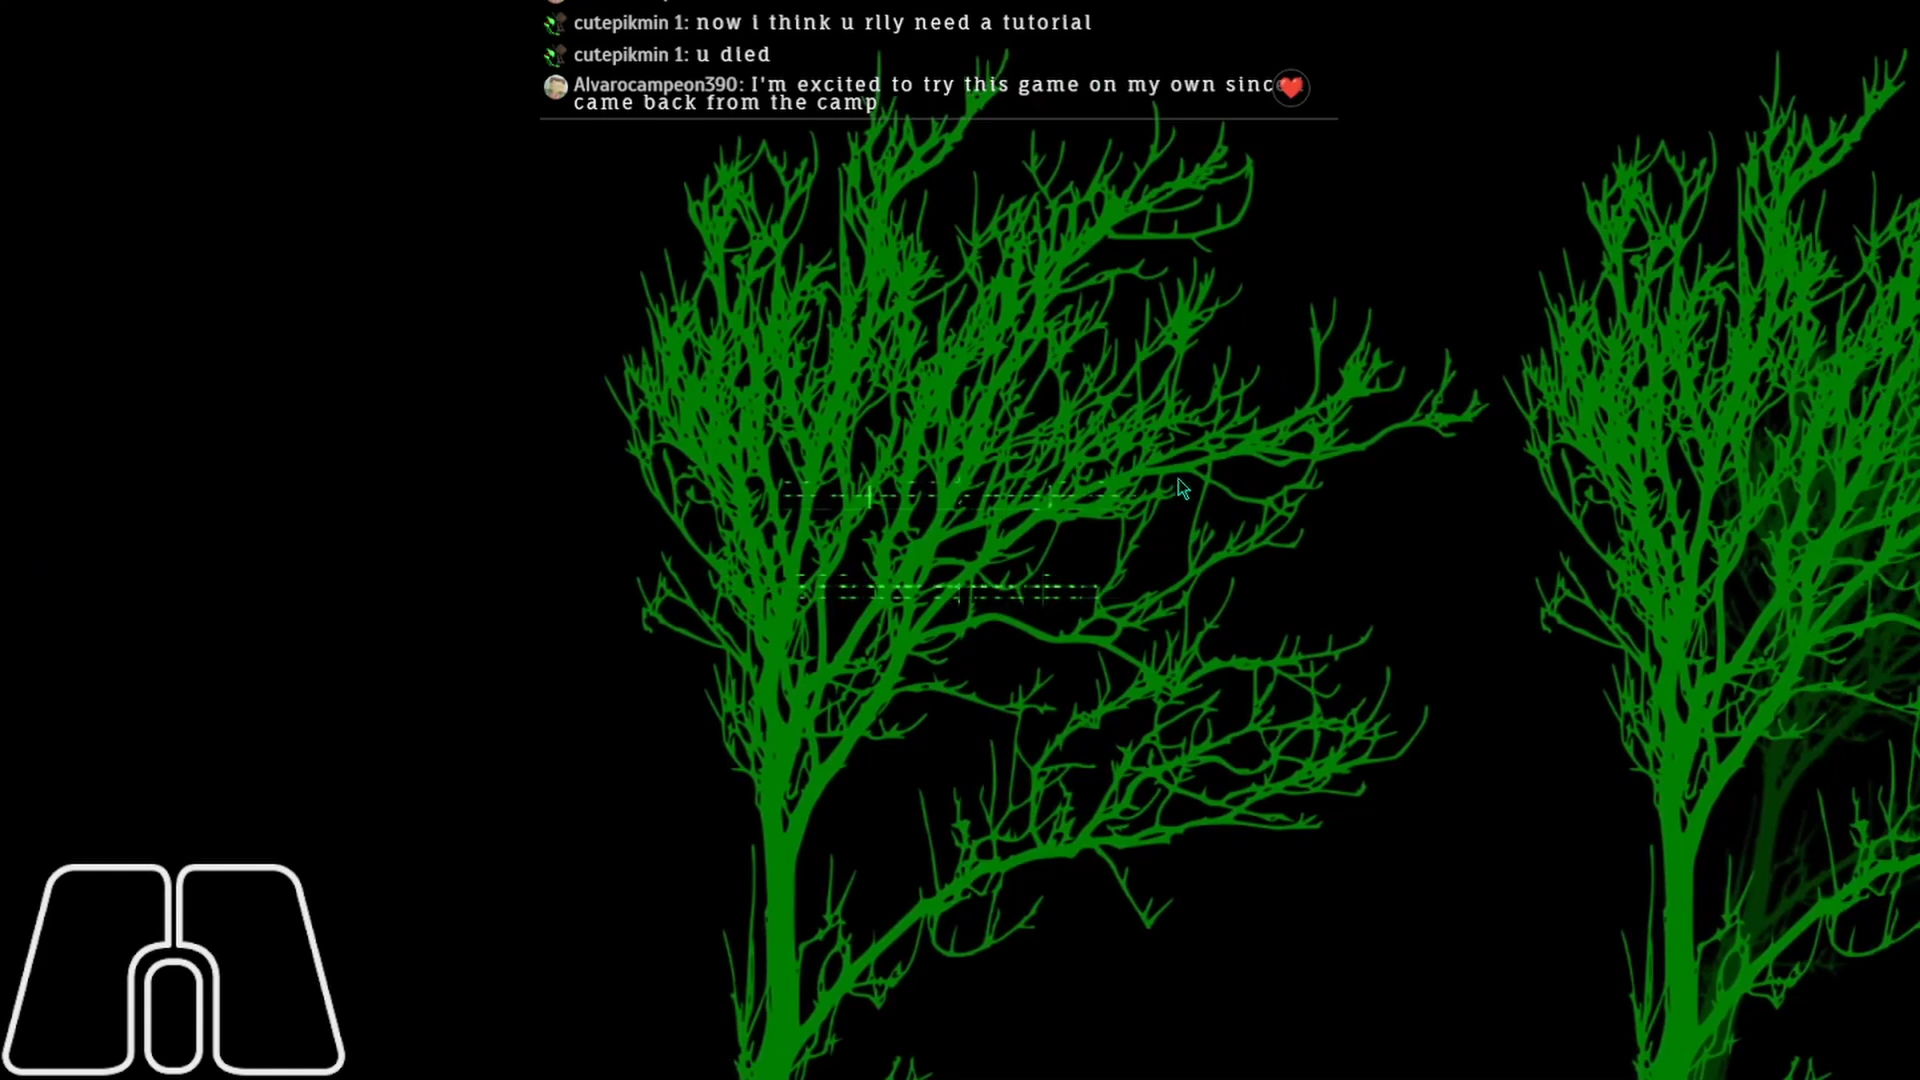 cutepikmin 1: now i think u rlly need a tutorial
cutepikmin 1: u died
Alvarocampeon390: I'm excited to try this game on my own sinc
came back from the camp